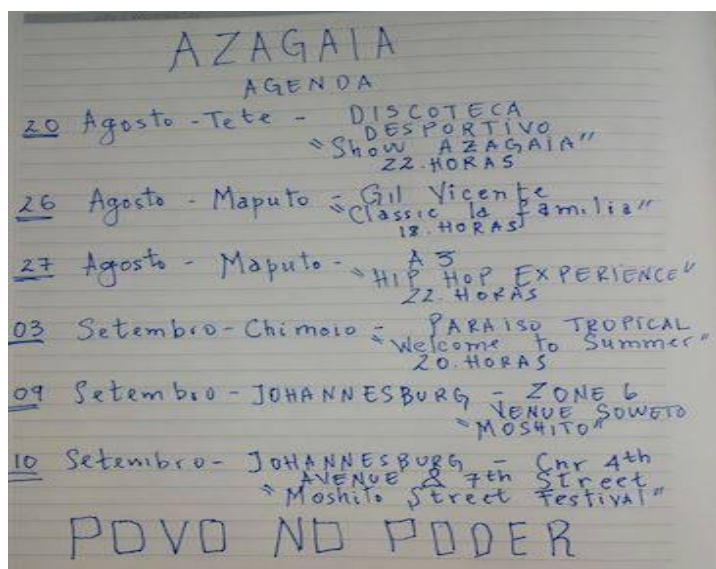 AZAGAIA
AGENDA
20 Agosto - Tete - DISCOTECA
DESPORTIVO
"Show AZAGAIA"
22.HORAS
26 Agosto - Maputo - Gil Vicente
"Classic la familia"
18.HORAS
27 Agosto - Maputo - A3
"HIP HOP EXPERIENCE"
22.HORAS
03 Setembro - Chimoio - PARAISO TROPICAL
"Welcome to Summer"
20.HORAS
09 Setembro - JOHANNESBURG - ZONE 6
VENUE SOWETO
"MOSHITO"
10 Setembro - JOHANNESBURG - Cnr 4th
AVENUE & 7th Street
"Moshito Street Festival"
POVO NO PODER